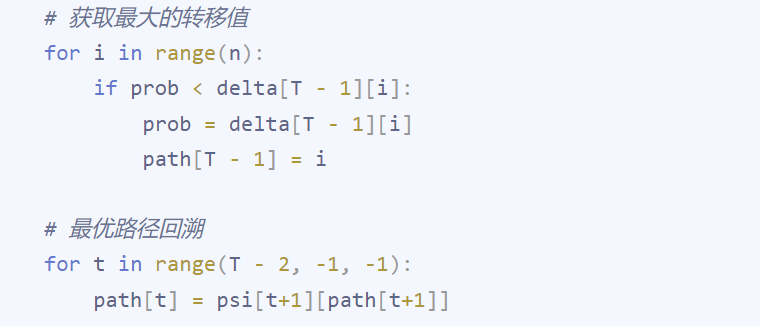 # 获取最大的转移值
for i in range(n):
    if prob < delta[T - 1][i]:
        prob = delta[T - 1][i]
        path[T - 1] = i
# 最优路径回溯
for t in range(T - 2, -1, -1):
    path[t] = psi[t+1][path[t+1]]